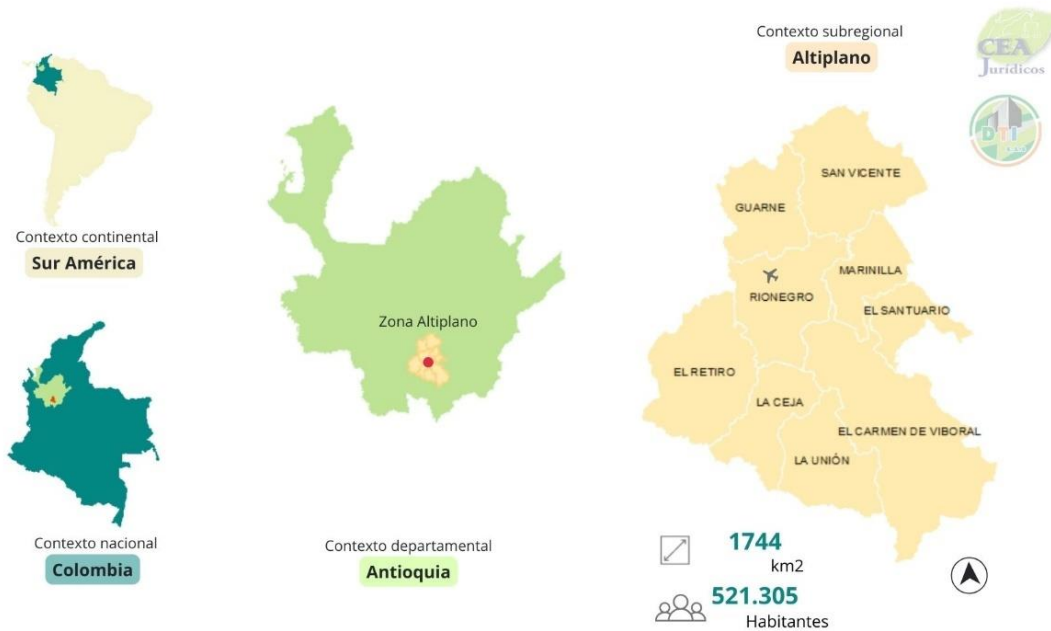 Contexto continental
Sur América
Contexto nacional
Colombia
Zona Altiplano
Contexto departamental
Antioquia
Contexto subregional
Altiplano
CEA
Jurídicos
DTI
S.A.S
SAN VICENTE
GUARNE
MARINILLA
RIONEGRO
EL SANTUARIO
EL RETIRO
LA CEJA
EL CARMEN DE VIBORAL
LA UNIÓN
1744
km2
521.305
Habitantes